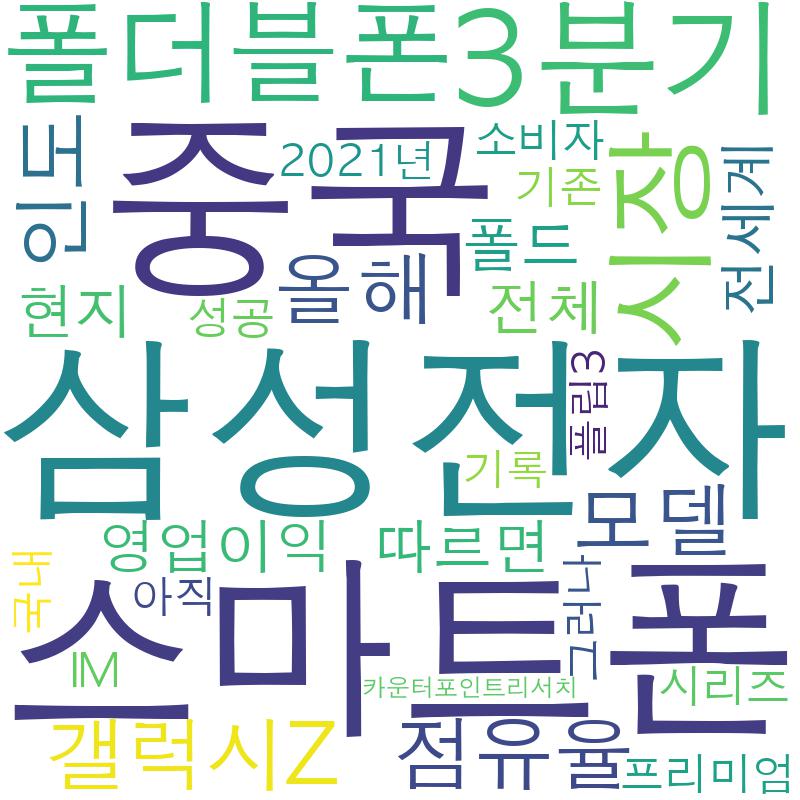 폴더블폰
3분기
인도
중국
2021년
소비자
기존
시장
전세계
폴드
올해
현지
성공
전체
삼성전자
플립3
기록
모델
영업이익
따르면
국내
아직
스마트폰
그러나
IM
카운터포인트리서치
시리즈
갤럭시Z
점유율
프리미엄